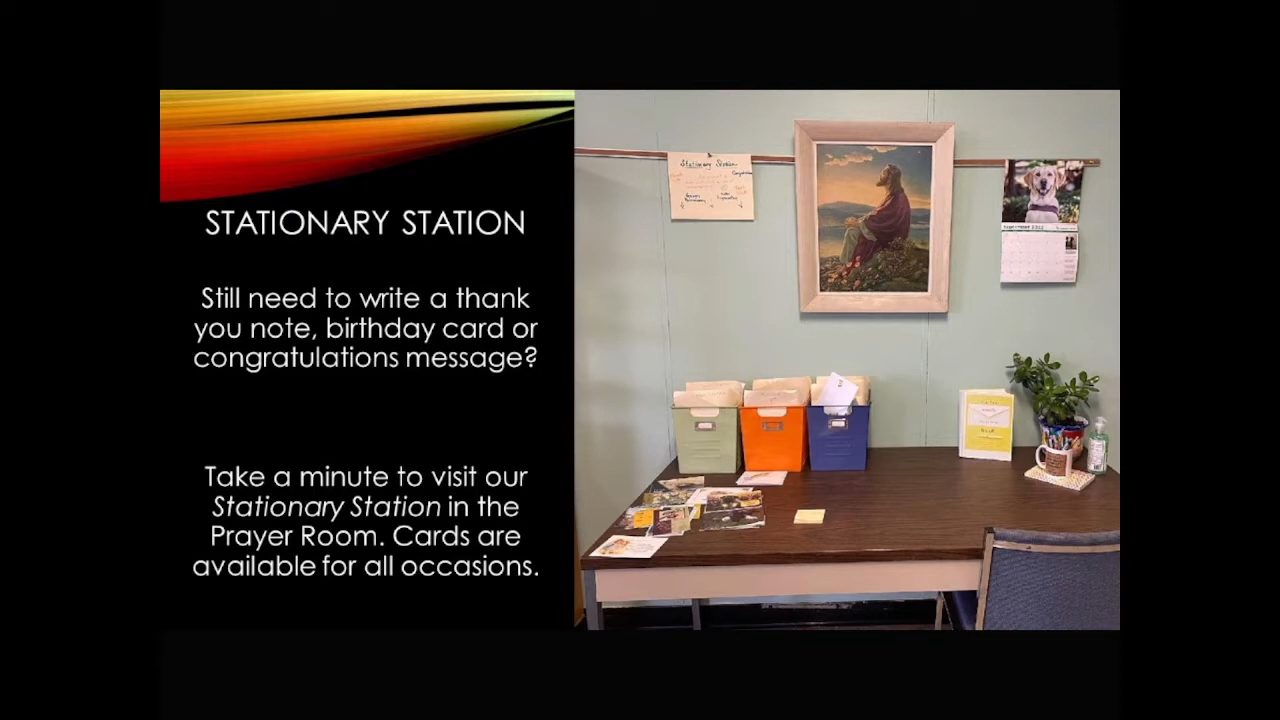 STATIONARY STATION
Still need to write a thank
you note, birthday card or
congratulations message?
Take a minute to visit our
Stationary Station in the
Prayer Room. Cards are
available for all occasions.
Stationary Station